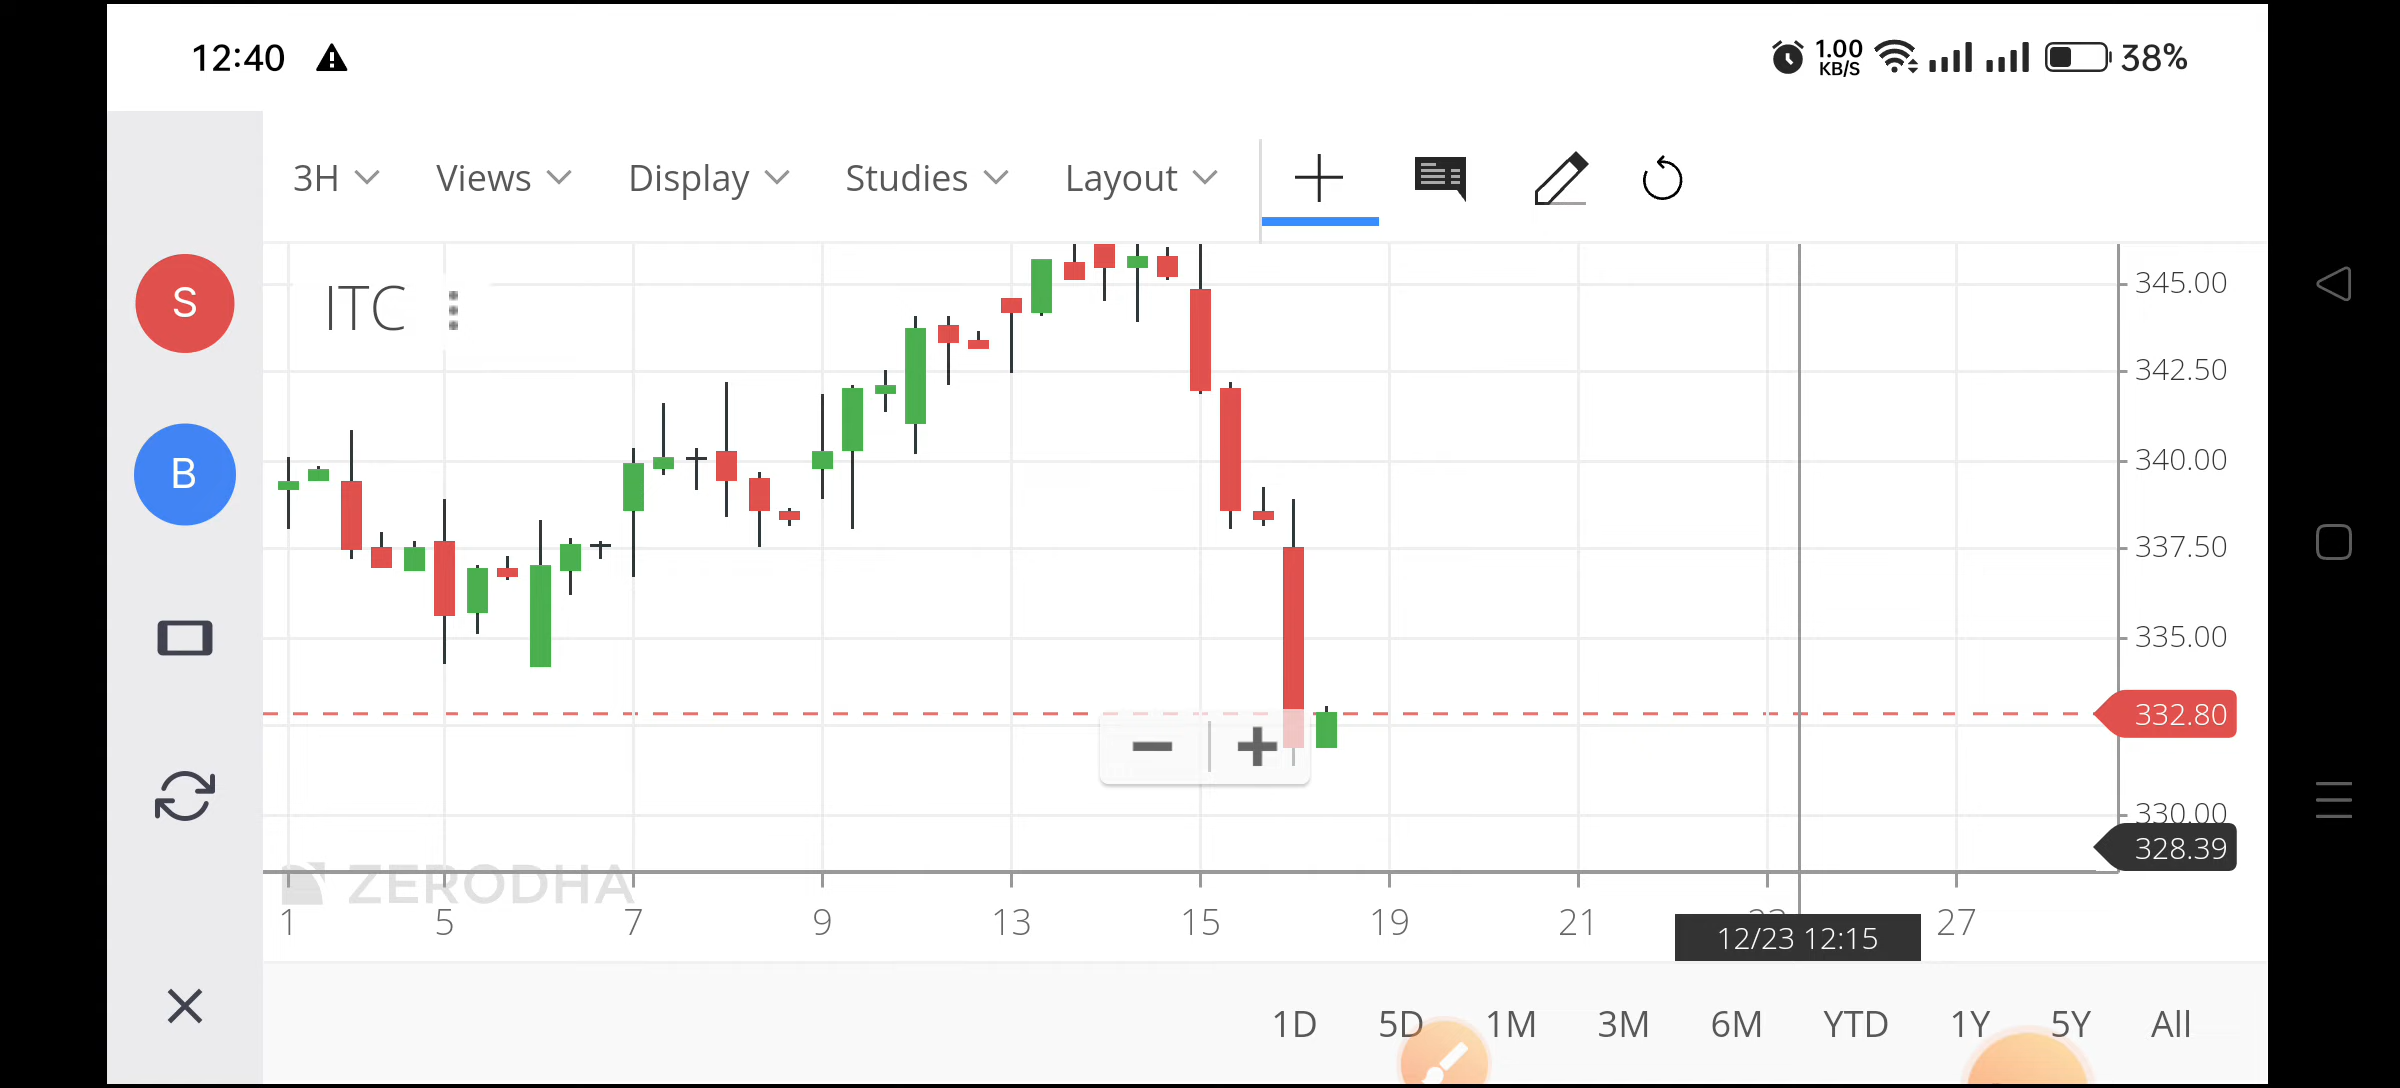 12:40
1.00
KB/S
38%
3H Views Display Studies Layout
S
ITC
B
345.00
342.50
340.00
337.50
335.00
332.80
330.00
328.39
ZERODHA
1 5 7 9 13 15 19 21 27
12/23 12:15
1D 5D 1M 3M 6M YTD 1Y 5Y All